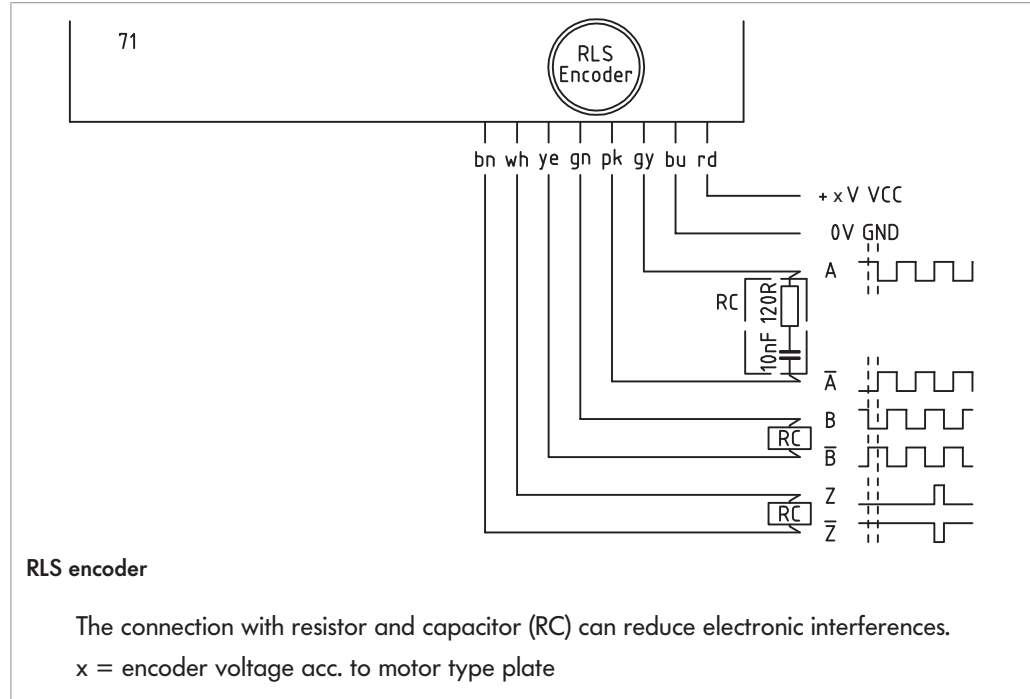 71
RLS
Encoder
bn wh ye gn pk gy bu rd
+ x V VCC
0V GND
A
RC
120R
10nF
A̅
B
RC
B̅
Z
RC
Z̅
RLS encoder
The connection with resistor and capacitor (RC) can reduce electronic interferences.
x = encoder voltage acc. to motor type plate